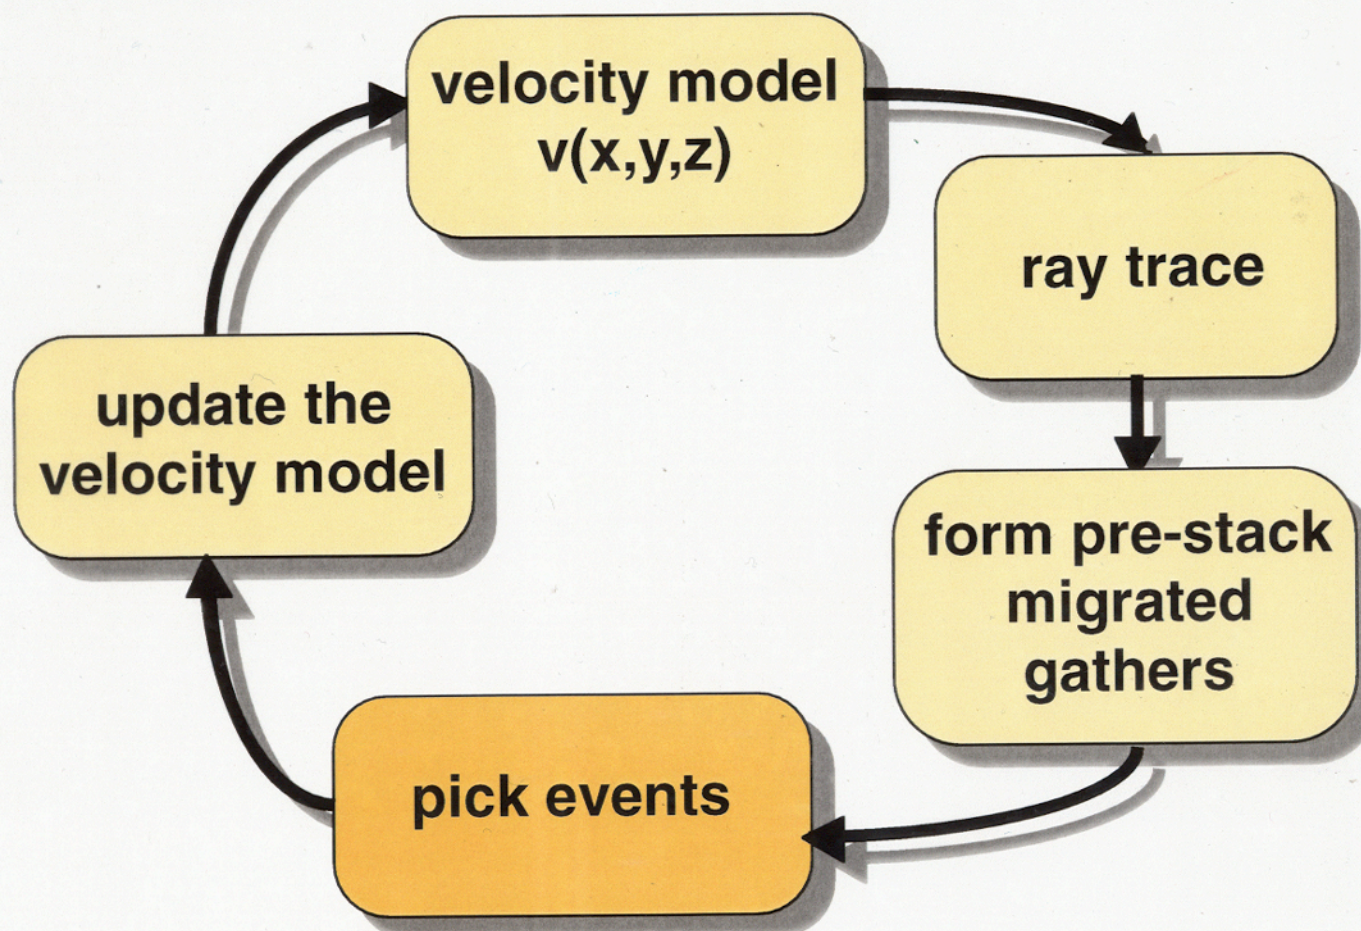 velocity model
v(x,y,z)
ray trace
form pre-stack
migrated
gathers
pick events
update the
velocity model